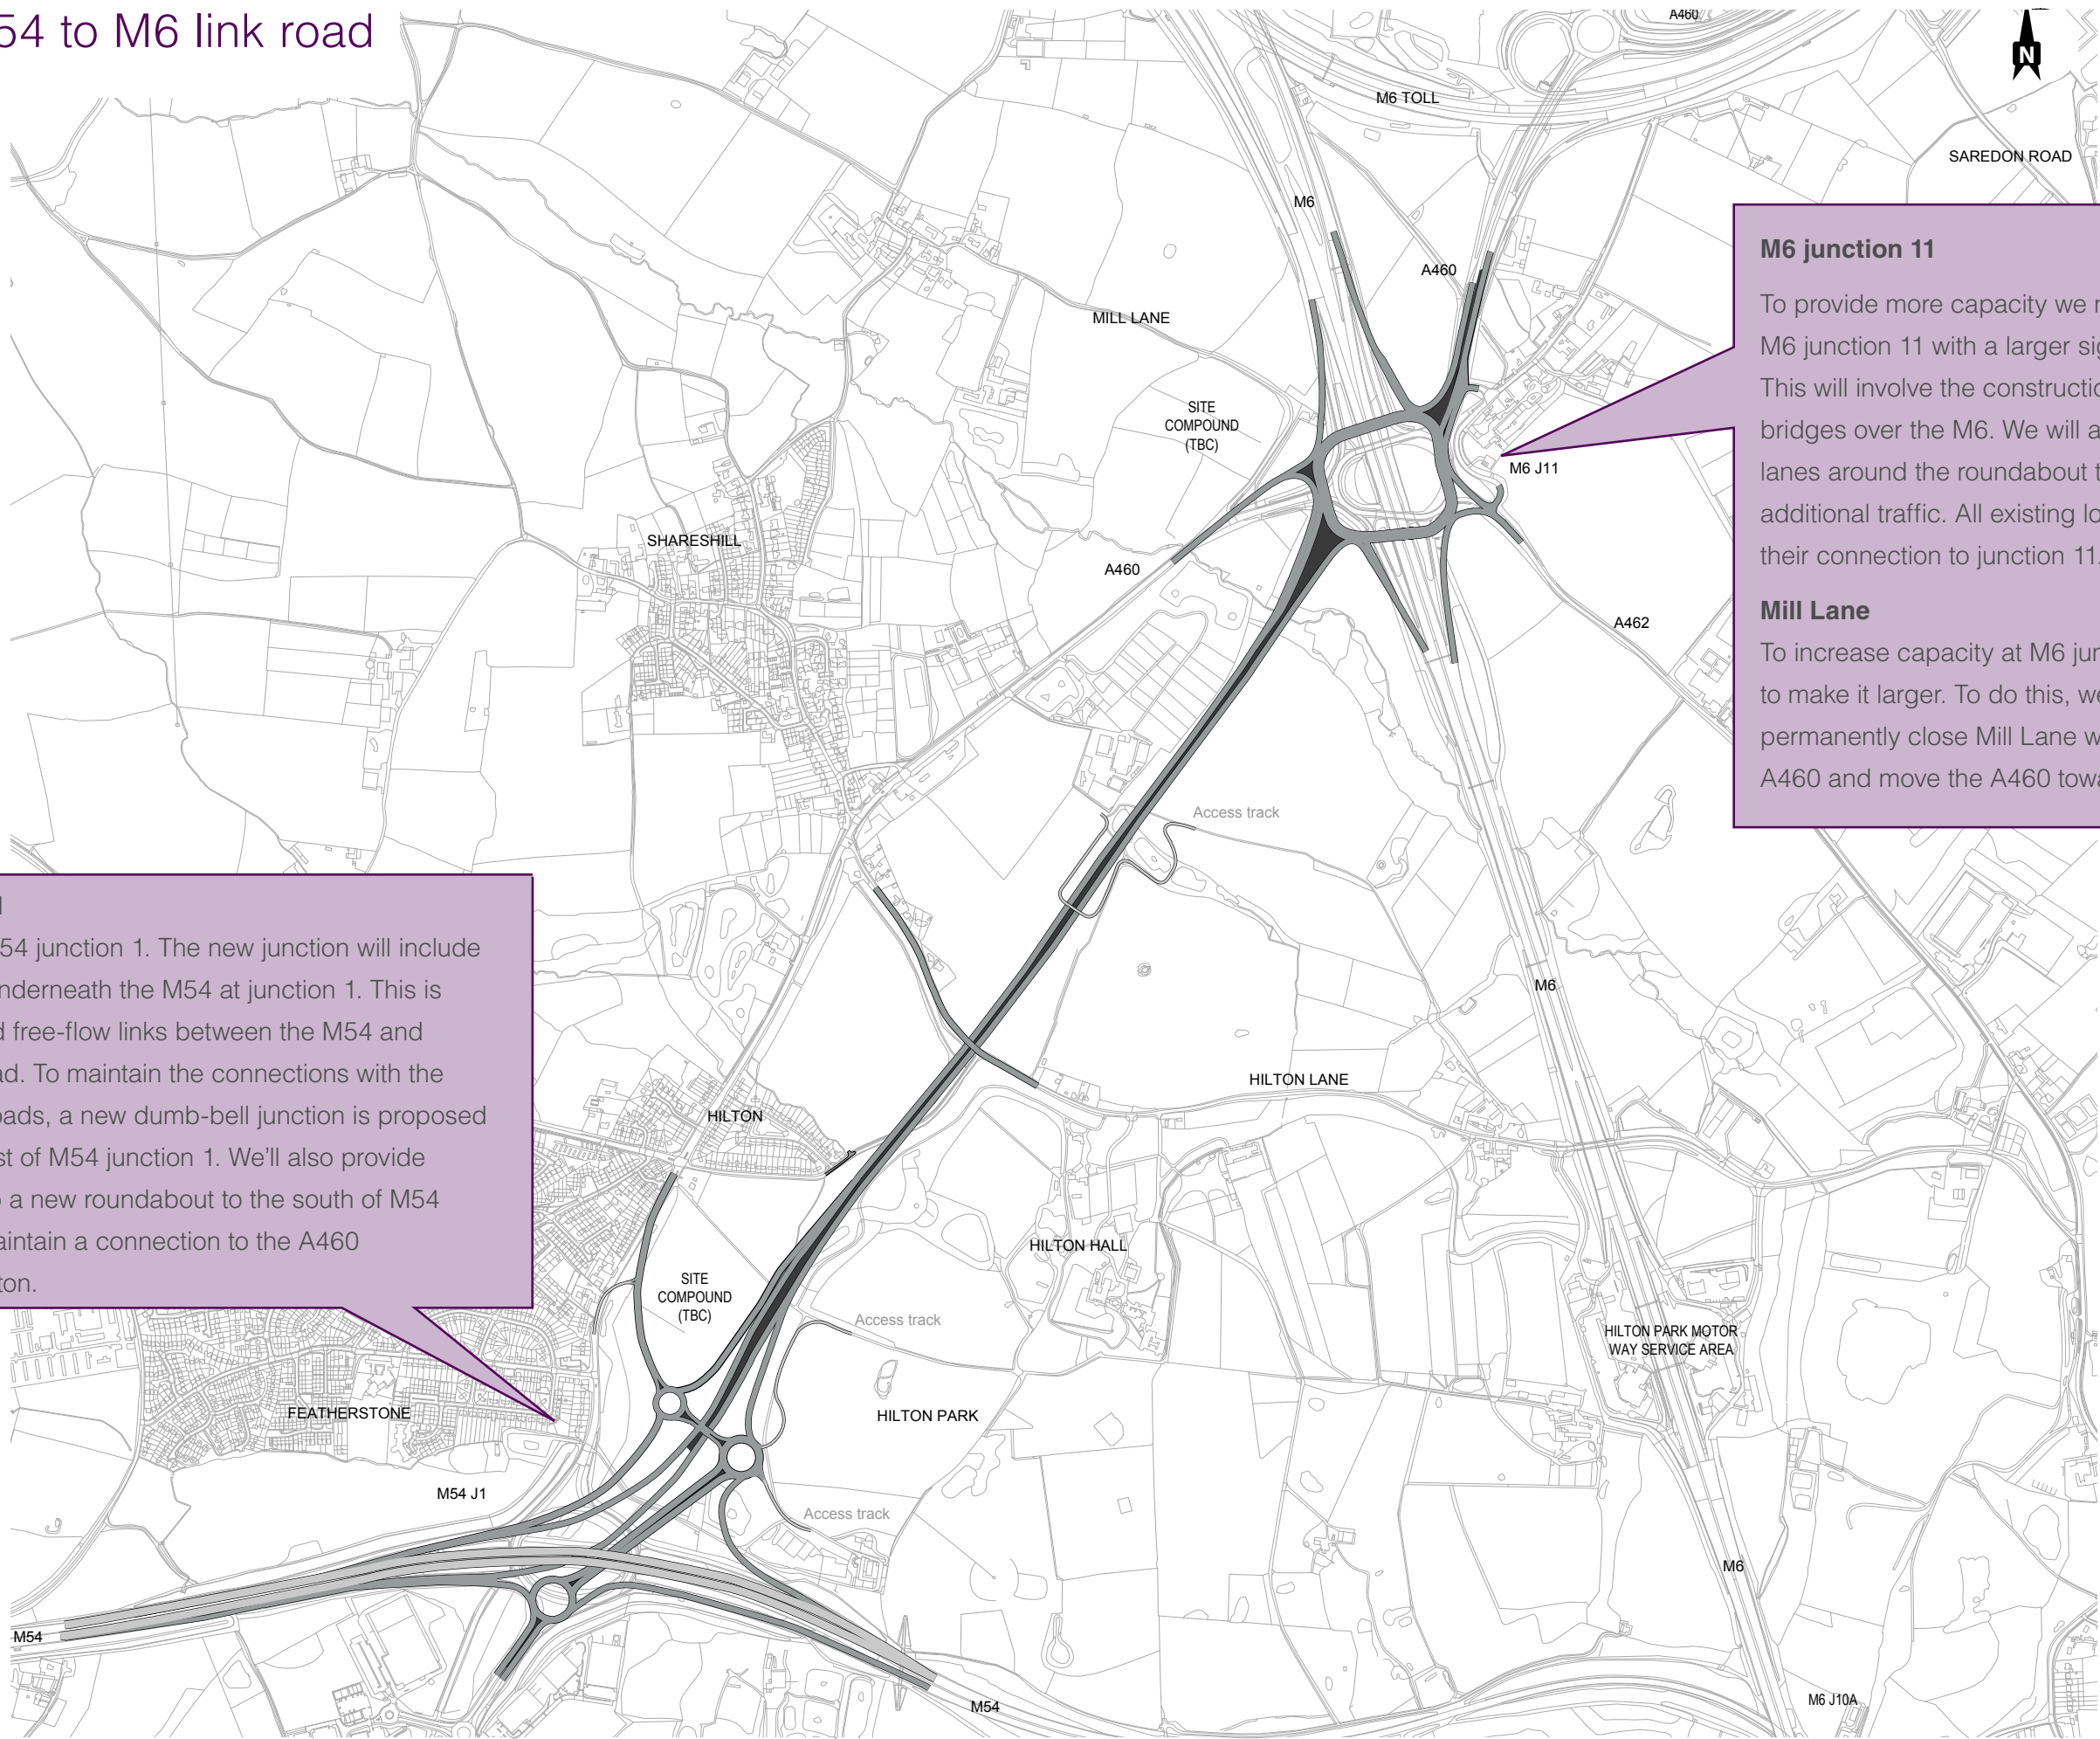 54 to M6 link road
A460
N
M6 TOLL
SAREDON ROAD
M6
A460
MILL LANE
SITE
COMPOUND
(TBC)
M6 J11
SHARESHILL
A460
A462
M6 junction 11
To provide more capacity we
M6 junction 11 with a larger
This will involve the
bridges over the M6. We will
lanes around the roundabout
additional traffic. All existing
their connection to junction 11.
Mill Lane
To increase capacity at M6
to make it larger. To do this,
permanently close Mill Lane
A460 and move the A460
Access track
M6
HILTON LANE
HILTON
54 junction 1. The new junction will include
nderneath the M54 at junction 1. This is
free-flow links between the M54 and
ad. To maintain the connections with the
oads, a new dumb-bell junction is proposed
st of M54 junction 1. We'll also provide
a new roundabout to the south of M54
aintain a connection to the A460
ton.
HILTON HALL
SITE
COMPOUND
(TBC)
Access track
HILTON PARK MOTOR
WAY SERVICE AREA
FEATHERSTONE
HILTON PARK
M54 J1
Access track
M6
M54
M54
M6 J10A